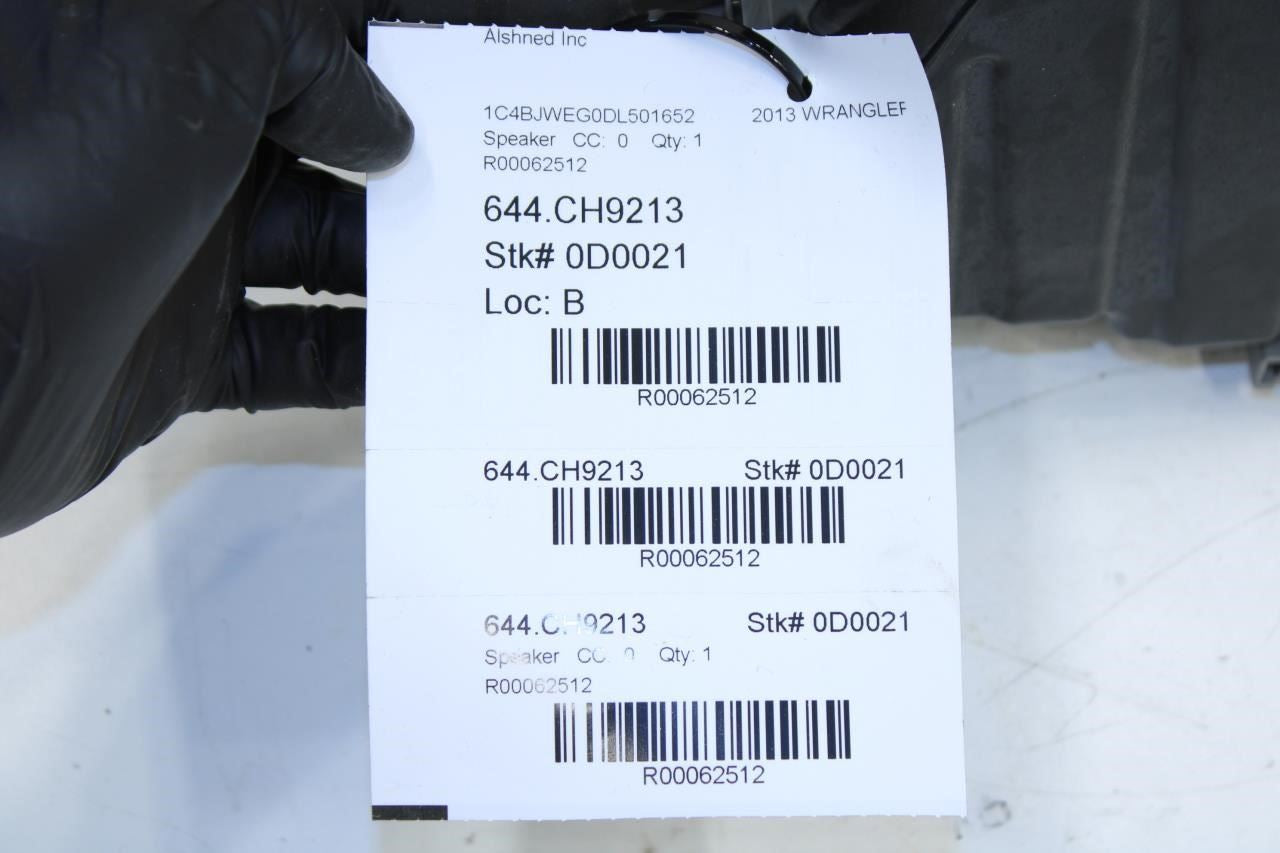 Alshned Inc
1C4BJWEG0DL501652 2013 WRANGLER
Speaker CC: 0 Qty: 1
R00062512
644.CH9213
Stk# 0D0021
Loc: B
R00062512
644.CH9213 Stk# 0D0021
R00062512
644.CH9213 Stk# 0D0021
Speaker CC: 0 Qty: 1
R00062512
R00062512